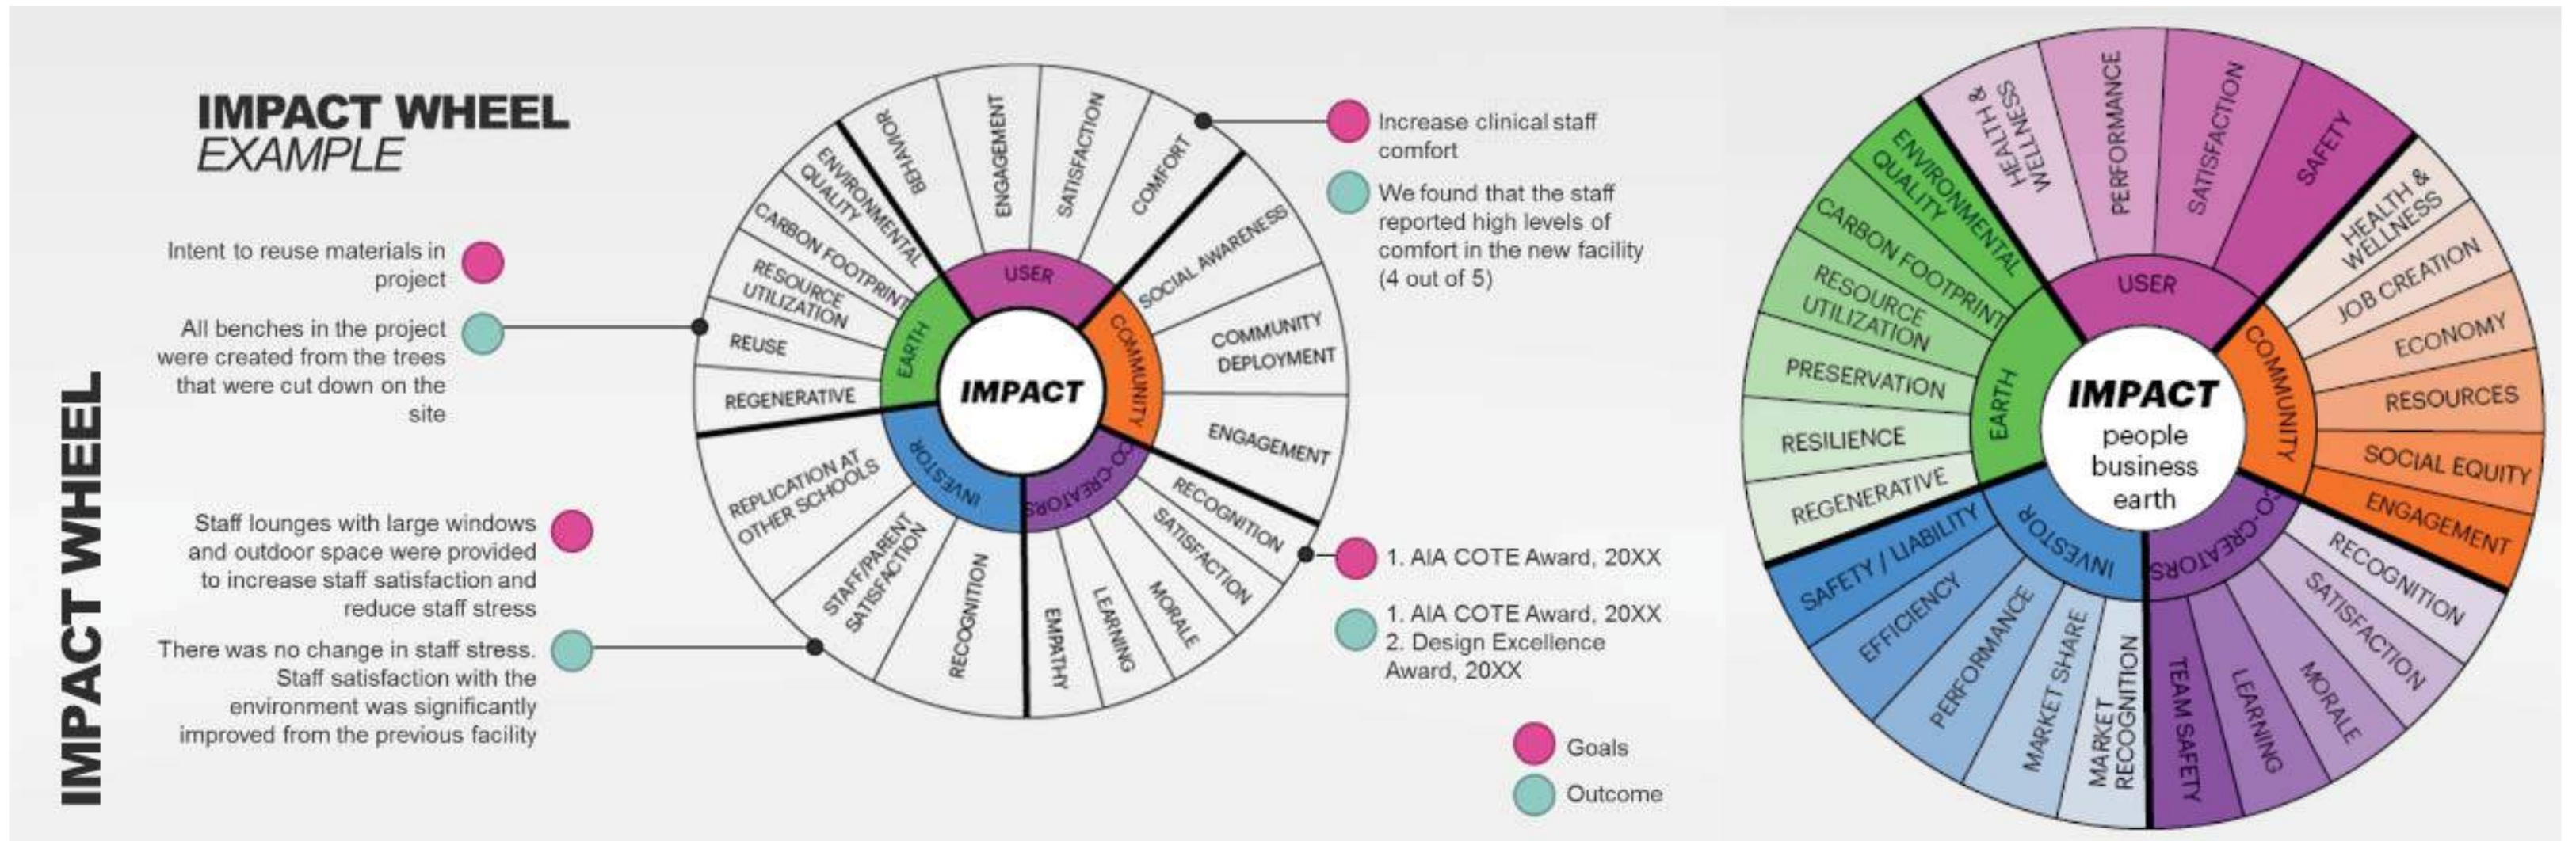 IMPACT WHEEL
IMPACT WHEEL
EXAMPLE
Intent to reuse materials in
project
All benches in the project
were created from the trees
that were cut down on the
site
Staff lounges with large windows
and outdoor space were provided
to increase staff satisfaction and
reduce staff stress
There was no change in staff stress.
Staff satisfaction with the
environment was significantly
improved from the previous facility
IMPACT
USER
BEHAVIOR
ENGAGEMENT
SATISFACTION
COMFORT
COMMUNITY
SOCIAL AWARENESS
COMMUNITY
DEPLOYMENT
ENGAGEMENT
CO-CREATORS
RECOGNITION
SATISFACTION
MORALE
LEARNING
EMPATHY
INVESTOR
RECOGNITION
STAFF/PARENT
SATISFACTION
REPLICATION AT
OTHER SCHOOLS
EARTH
REGENERATIVE
REUSE
RESOURCE
UTILIZATION
CARBON FOOTPRINT
ENVIRONMENTAL
QUALITY
Increase clinical staff
comfort
We found that the staff
reported high levels of
comfort in the new facility
(4 out of 5)
1. AIA COTE Award, 20XX
1. AIA COTE Award, 20XX
2. Design Excellence
Award, 20XX
Goals
Outcome
IMPACT
people
business
earth
USER
HEALTH &
WELLNESS
PERFORMANCE
SATISFACTION
SAFETY
COMMUNITY
HEALTH &
WELLNESS
JOB CREATION
ECONOMY
RESOURCES
SOCIAL EQUITY
ENGAGEMENT
CO-CREATORS
RECOGNITION
SATISFACTION
MORALE
LEARNING
TEAM SAFETY
INVESTOR
MARKET
RECOGNITION
MARKET SHARE
PERFORMANCE
EFFICIENCY
SAFETY / LIABILITY
EARTH
REGENERATIVE
RESILIENCE
PRESERVATION
RESOURCE
UTILIZATION
CARBON FOOTPRINT
ENVIRONMENTAL
QUALITY